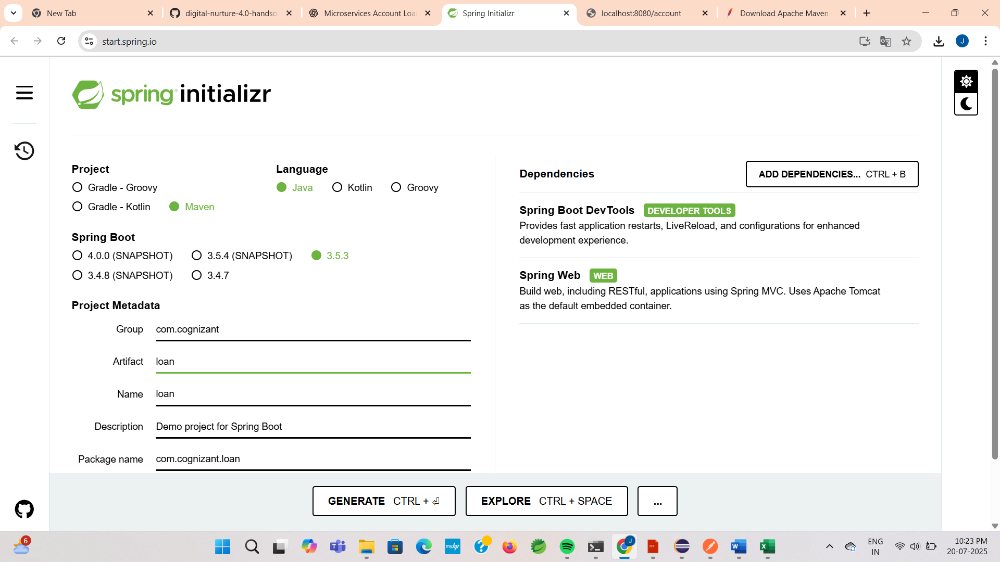 New Tab
digital-nurture-4.0-handso
Microservices Account Loa
Spring Initializr
localhost:8080/account
Download Apache Maven
start.spring.io
J
spring initializr
Project
Gradle - Groovy
Gradle - Kotlin
Maven
Language
Java
Kotlin
Groovy
Spring Boot
4.0.0 (SNAPSHOT)
3.5.4 (SNAPSHOT)
3.5.3
3.4.8 (SNAPSHOT)
3.4.7
Project Metadata
Group
com.cognizant
Artifact
loan
Name
loan
Description
Demo project for Spring Boot
Package name
com.cognizant.loan
Dependencies
ADD DEPENDENCIES... CTRL + B
Spring Boot DevTools DEVELOPER TOOLS
Provides fast application restarts, LiveReload, and configurations for enhanced
development experience.
Spring Web WEB
Build web, including RESTful, applications using Spring MVC. Uses Apache Tomcat
as the default embedded container.
GENERATE CTRL + ⏎
EXPLORE CTRL + SPACE
...
6
T
myhp
?
J
PDF
W
X
ENG
IN
10:23 PM
20-07-2025